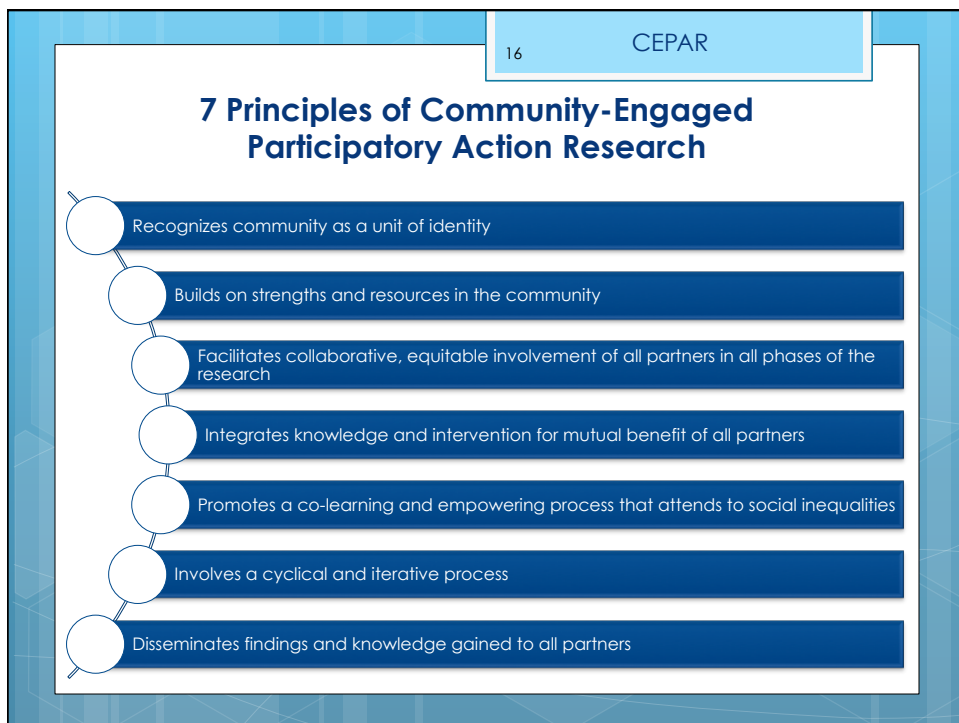 CEPAR
16
7 Principles of Community-Engaged
Participatory Action Research
Recognizes community as a unit of identity
Builds on strengths and resources in the community
Facilitates collaborative, equitable involvement of all partners in all phases of the
research
Integrates knowledge and intervention for mutual benefit of all partners
Promotes a co-learning and empowering process that attends to social inequalities
Involves a cyclical and iterative process
Disseminates findings and knowledge gained to all partners